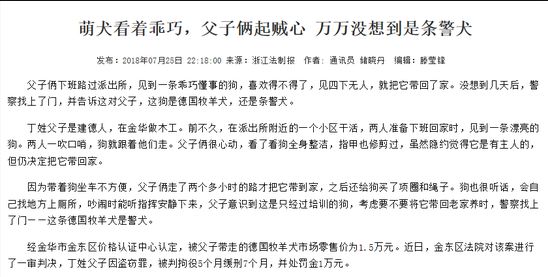 萌犬看着乖巧，父子俩起贼心 万万没想到是条警犬
发布：2018年07月25日 22:18:00 来源：浙江法制报 作者：通讯员 储晓丹 编辑：滕莹锋
父子俩下班路过派出所，见到一条乖巧懂事的狗，喜欢得不得了，见四下无人，就把它带回了家。没想到几天后，警
察找上了门，并告诉这对父子，这狗是德国牧羊犬，还是条警犬。
丁姓父子是建德人，在金华做木工。前不久，在派出所附近的一个小区干活，两人准备下班回家时，见到一条漂亮的
狗。两人一吹口哨，狗就跟着他们走。父子俩很心动，看了看狗全身整洁，指甲也修剪过，虽然隐约觉得它是有主人的，
但仍决定把它带回家。
因为带着狗坐车不方便，父子俩走了两个多小时的路才把它带到家，之后还给狗买了项圈和绳子。狗也很听话，会自
己找地方上厕所，吵闹时能听指挥安静下来，父子意识到这是只经过培训的狗，考虑要不要将它带回老家养时，警察找上
了门——这条德国牧羊犬是警犬。
经金华市金东区价格认证中心认定，被父子带走的德国牧羊犬市场零售价为1.5万元。近日，金东区法院对该案进行
了一审判决，丁姓父子因盗窃罪，被判拘役5个月缓刑7个月，并处罚金1万元。